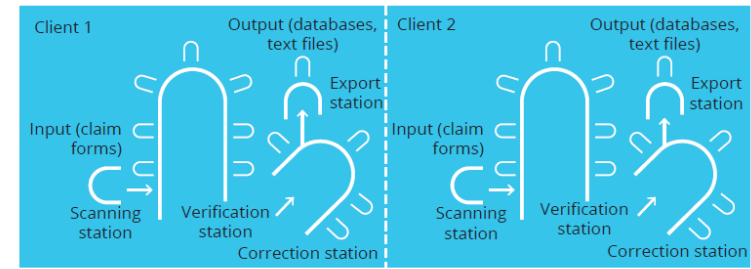 Client 1
Output (databases,
text files)
Export
station
Input (claim
forms)
Scanning
station
Verification
station
Correction station
Client 2
Output (databases,
text files)
Export
station
Input (claim
forms)
Scanning
station
Verification
station
Correction station